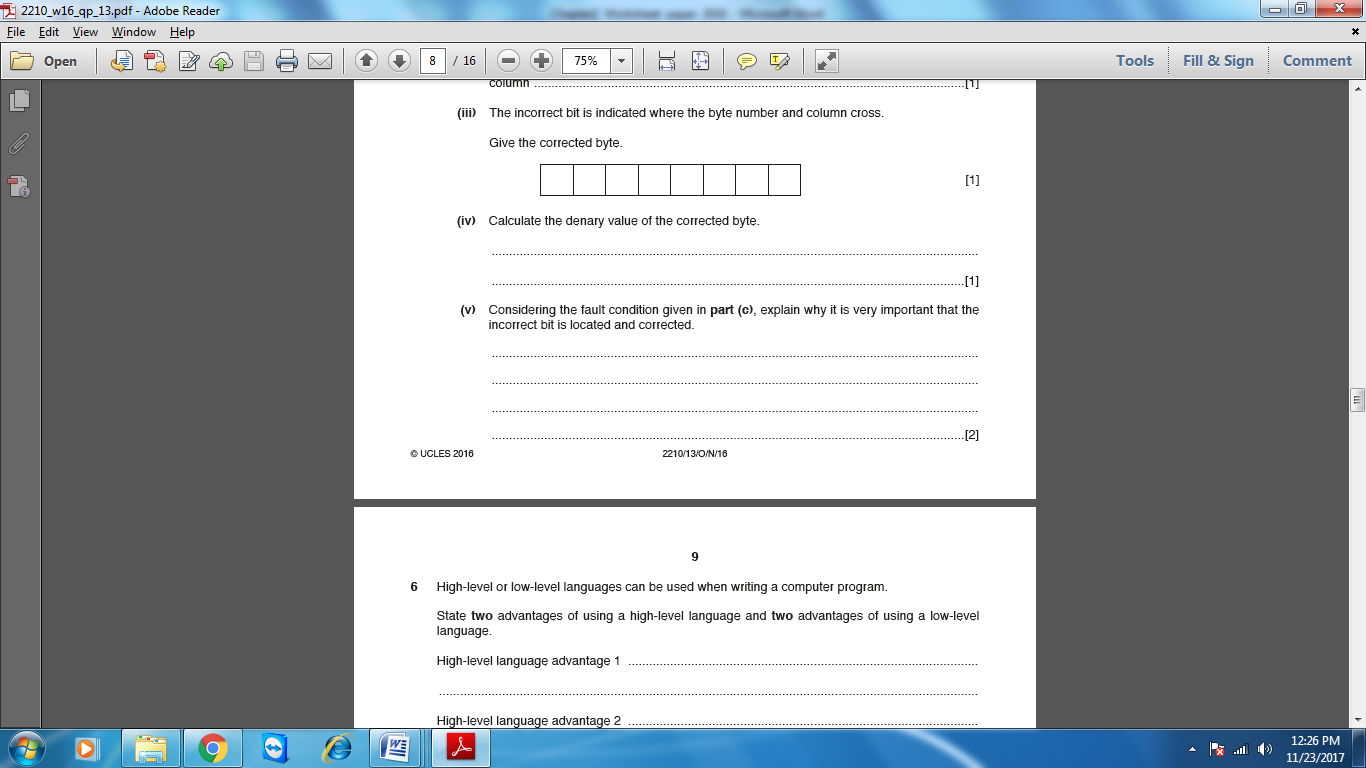 2210_w16_qp_13.pdf - Adobe Reader
File Edit View Window Help
Open 8 / 16 75% Tools Fill & Sign Comment
column ........................................................................................................................[1]
(iii) The incorrect bit is indicated where the byte number and column cross.
Give the corrected byte.
[1]
(iv) Calculate the denary value of the corrected byte.
...........................................................................................................................................
...................................................................................................................................[1]
(v) Considering the fault condition given in part (c), explain why it is very important that the
incorrect bit is located and corrected.
...........................................................................................................................................
...........................................................................................................................................
...........................................................................................................................................
...................................................................................................................................[2]
© UCLES 2016 2210/13/O/N/16
9
6 High-level or low-level languages can be used when writing a computer program.
State two advantages of using a high-level language and two advantages of using a low-level
language.
High-level language advantage 1 ....................................................................................................
...........................................................................................................................................................
High-level language advantage 2 ....................................................................................................
12:26 PM
11/23/2017